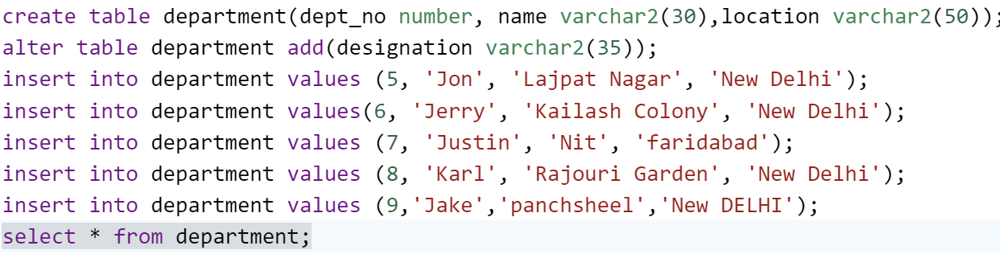 create table department(dept_no number, name varchar2(30),location varchar2(50));
alter table department add(designation varchar2(35));
insert into department values (5, 'Jon', 'Lajpat Nagar', 'New Delhi');
insert into department values(6, 'Jerry', 'Kailash Colony', 'New Delhi');
insert into department values (7, 'Justin', 'Nit', 'faridabad');
insert into department values (8, 'Karl', 'Rajouri Garden', 'New Delhi');
insert into department values (9,'Jake','panchsheel','New DELHI');
select * from department;